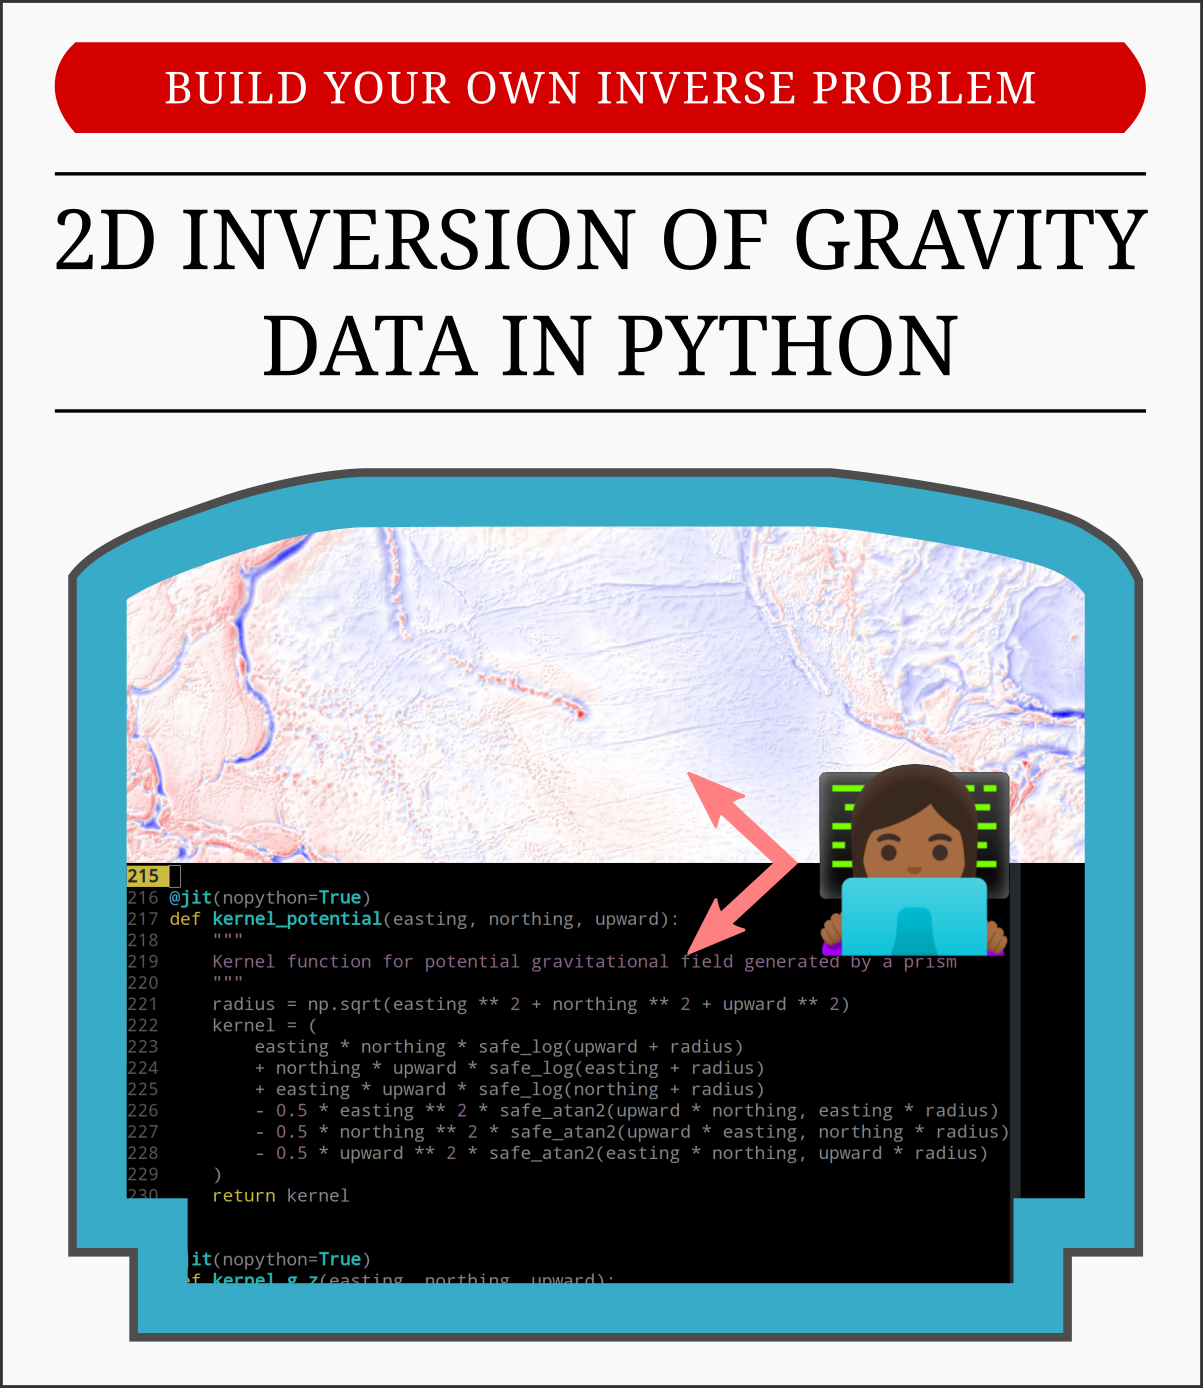 BUILD YOUR OWN INVERSE PROBLEM
2D INVERSION OF GRAVITY
DATA IN PYTHON
215
216 @jit(nopython=True)
217 def kernel_potential(easting, northing, upward):
218     """
219     Kernel function for potential gravitational field generated by a prism
220     """
221     radius = np.sqrt(easting ** 2 + northing ** 2 + upward ** 2)
222     kernel = (
223         easting * northing * safe_log(upward + radius)
224         + northing * upward * safe_log(easting + radius)
225         + easting * upward * safe_log(northing + radius)
226         - 0.5 * easting ** 2 * safe_atan2(upward * northing, easting * radius)
227         - 0.5 * northing ** 2 * safe_atan2(upward * easting, northing * radius)
228         - 0.5 * upward ** 2 * safe_atan2(easting * northing, upward * radius)
229     )
230     return kernel
jit(nopython=True)
ef kernel_g_z(easting, northing, upward):